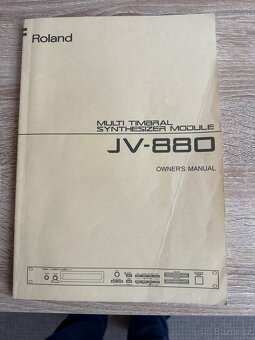 Roland
MULTI TIMBRAL
SYNTHESIZER MODULE
JV-880
OWNER'S MANUAL